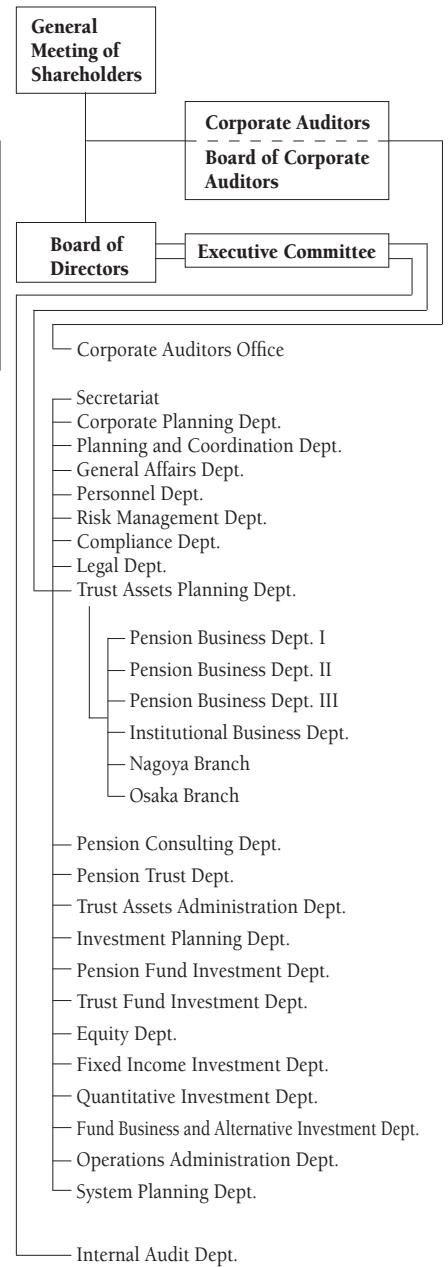 General
Meeting of
Shareholders
Corporate Auditors
Board of Corporate
Auditors
Board of
Directors
Executive Committee
Corporate Auditors Office
Secretariat
Corporate Planning Dept.
Planning and Coordination Dept.
General Affairs Dept.
Personnel Dept.
Risk Management Dept.
Compliance Dept.
Legal Dept.
Trust Assets Planning Dept.
Pension Business Dept. I
Pension Business Dept. II
Pension Business Dept. III
Institutional Business Dept.
Nagoya Branch
Osaka Branch
Pension Consulting Dept.
Pension Trust Dept.
Trust Assets Administration Dept.
Investment Planning Dept.
Pension Fund Investment Dept.
Trust Fund Investment Dept.
Equity Dept.
Fixed Income Investment Dept.
Quantitative Investment Dept.
Fund Business and Alternative Investment Dept.
Operations Administration Dept.
System Planning Dept.
Internal Audit Dept.